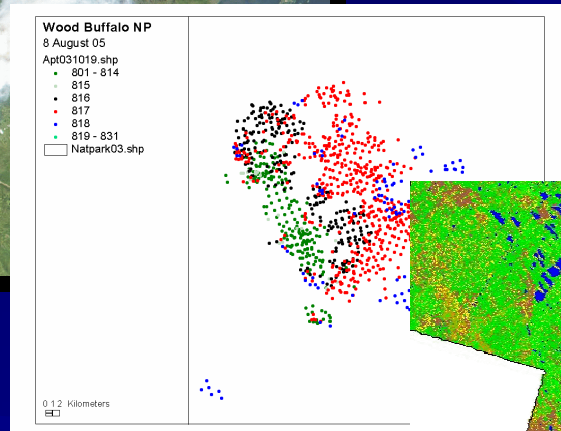 Wood Buffalo NP
8 August 05
Apt031019.shp
801 - 814
815
816
817
818
819 - 831
Natpark03.shp
0 1 2 Kilometers